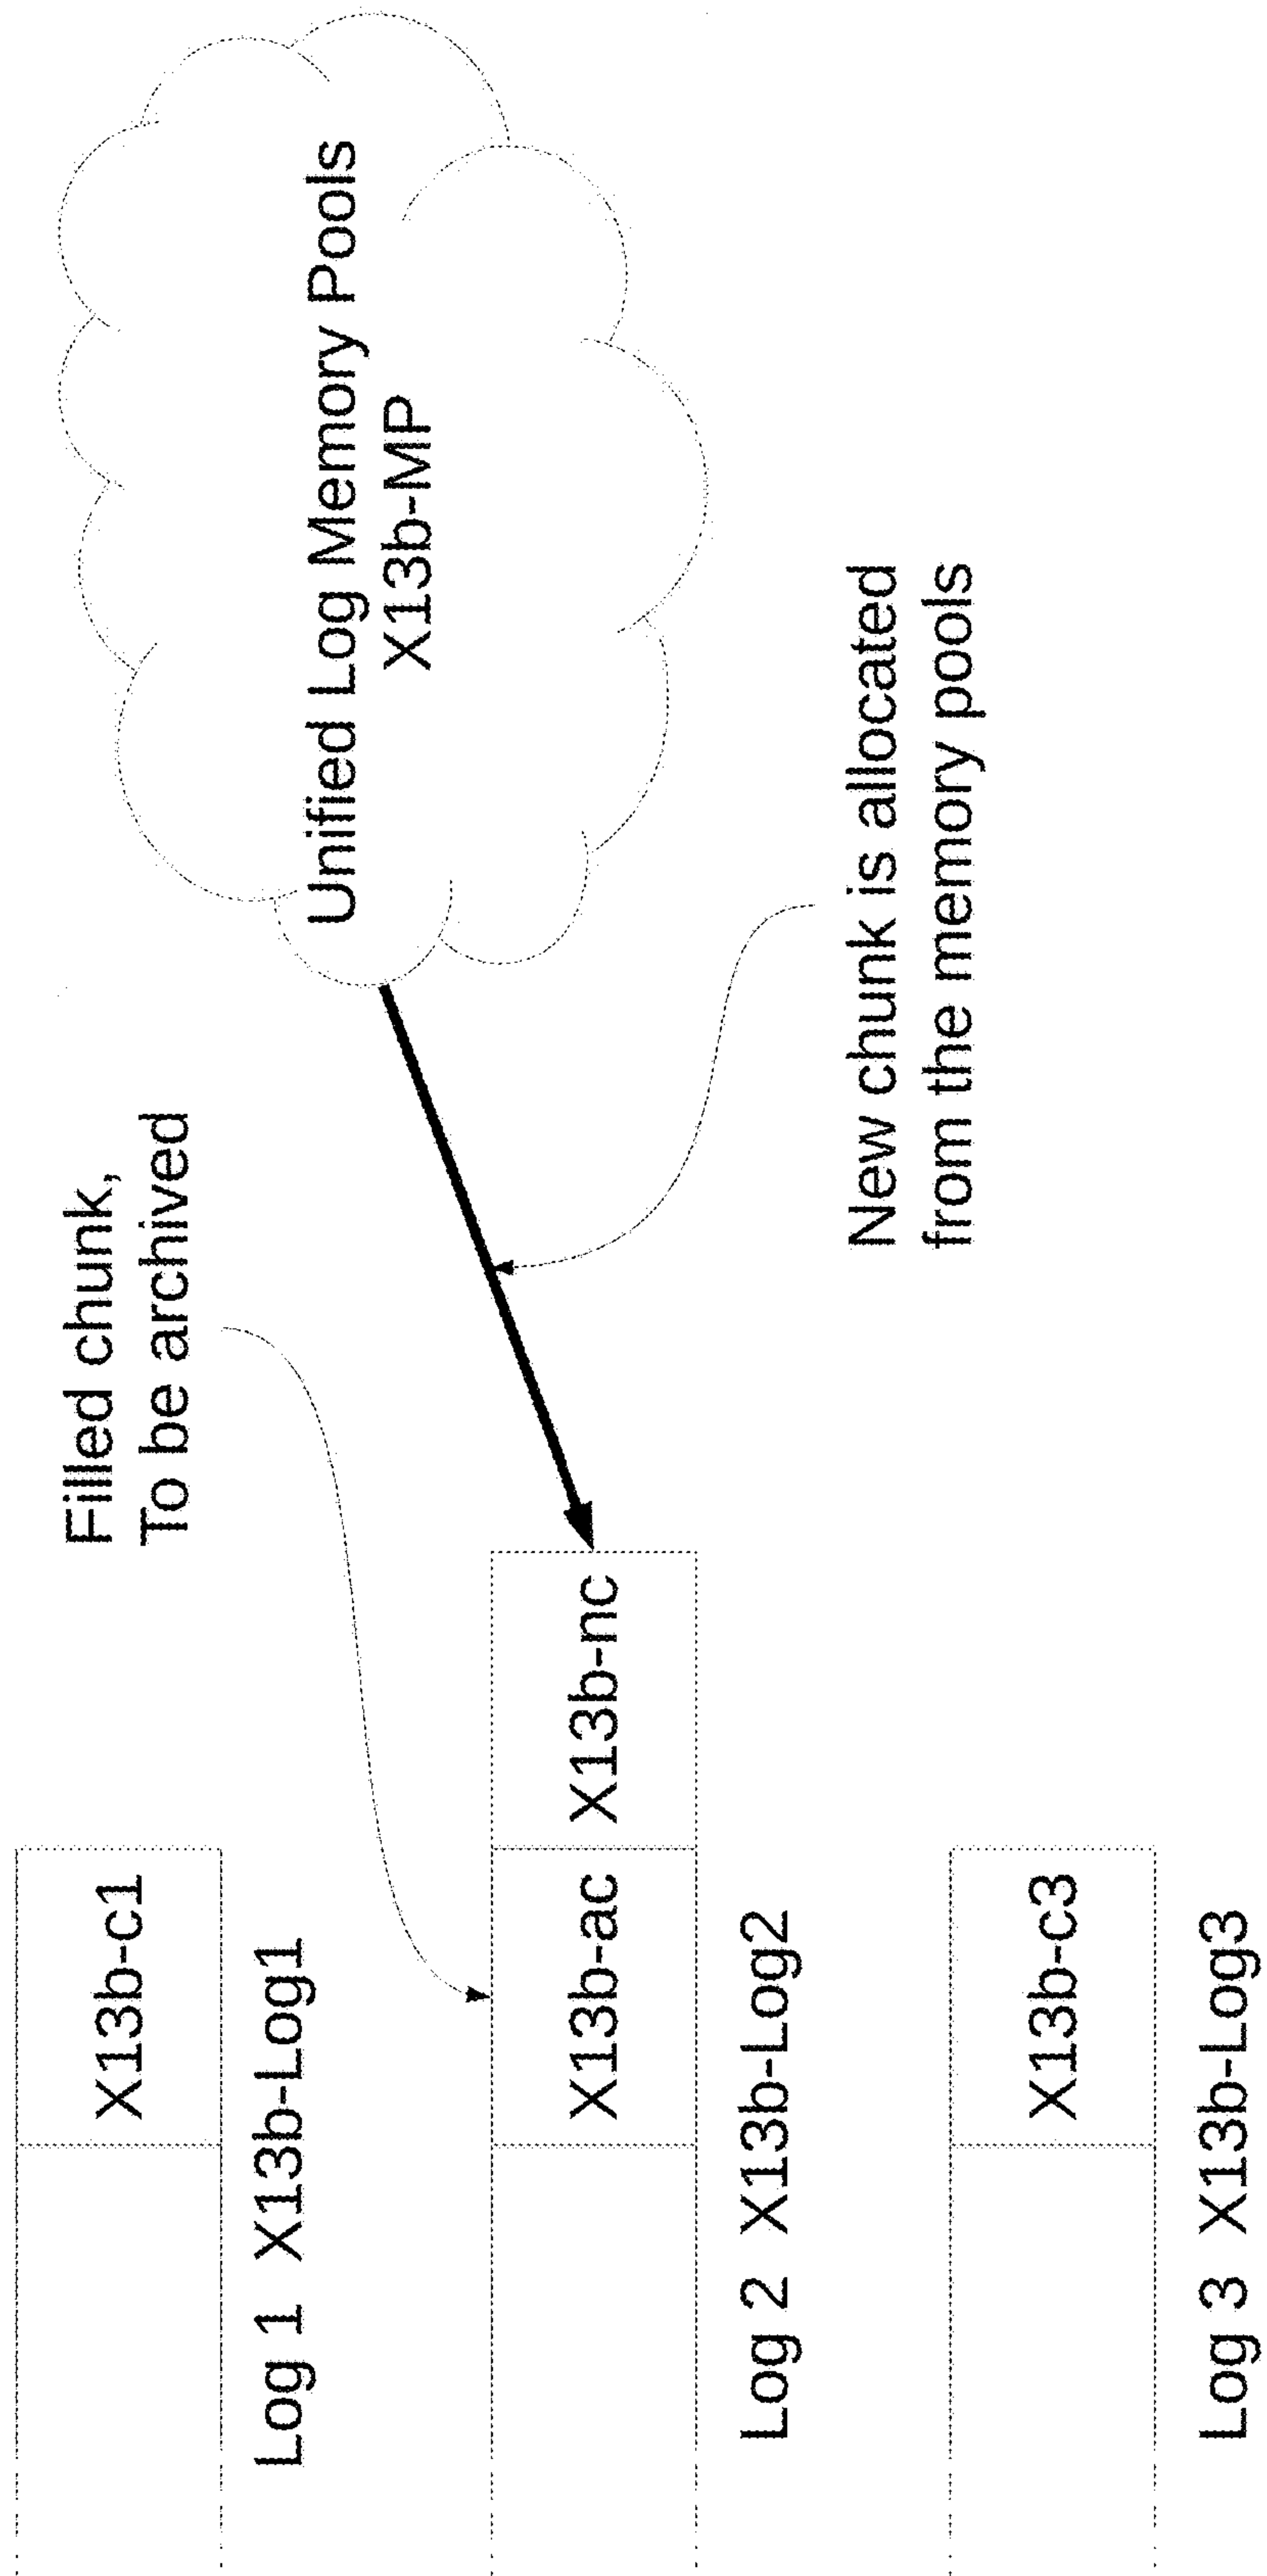 X13b-c1
Log 1 X13b-Log1
Filled chunk,
To be archived
Unified Log Memory Pools
X13b-MP
X13b-ac
X13b-nc
Log 2 X13b-Log2
New chunk is allocated
from the memory pools
X13b-c3
Log 3 X13b-Log3